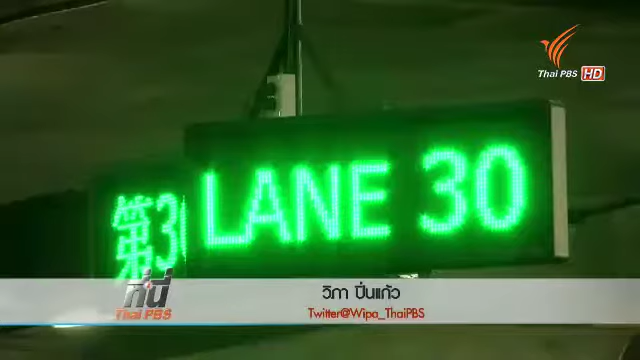 Thai PBS HD
LANE 30
第30
ที่นี่
Thai PBS
วิภา ปิ่นแก้ว
Twitter@Wipa_ThaiPBS